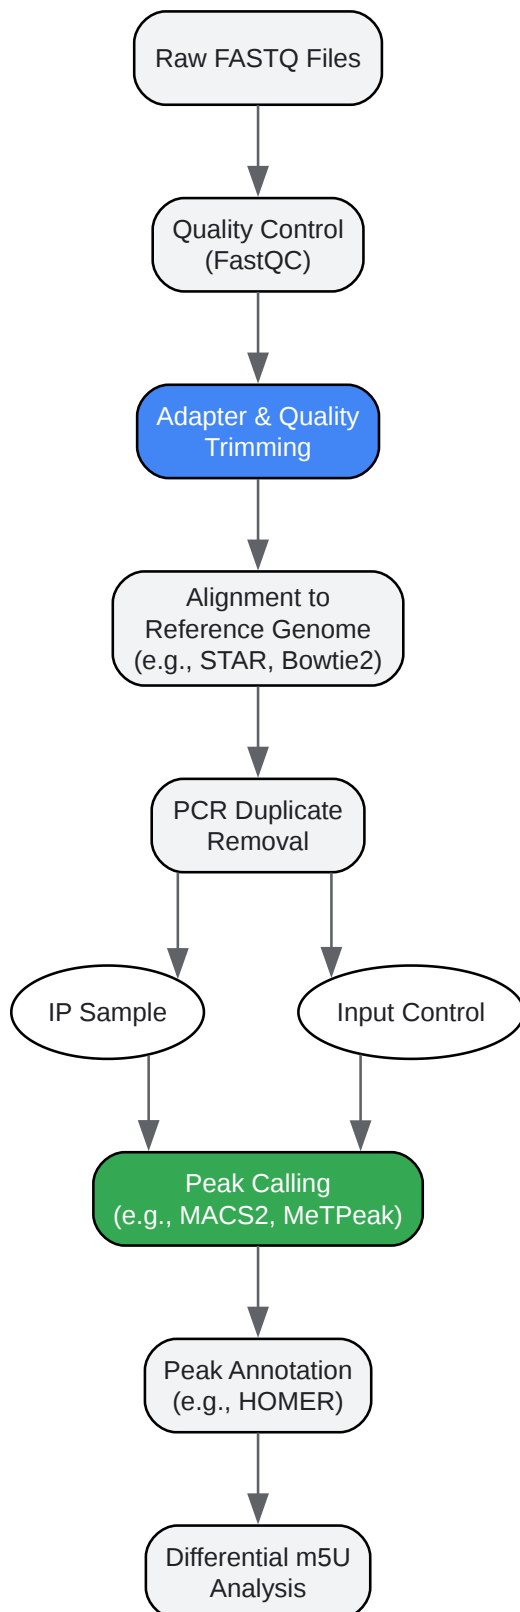 Raw FASTQ Files
Quality Control
(FastQC)
Adapter & Quality
Trimming
Alignment to
Reference Genome
(e.g., STAR, Bowtie2)
PCR Duplicate
Removal
IP Sample
Input Control
Peak Calling
(e.g., MACS2, MeTPeak)
Peak Annotation
(e.g., HOMER)
Differential m5U
Analysis